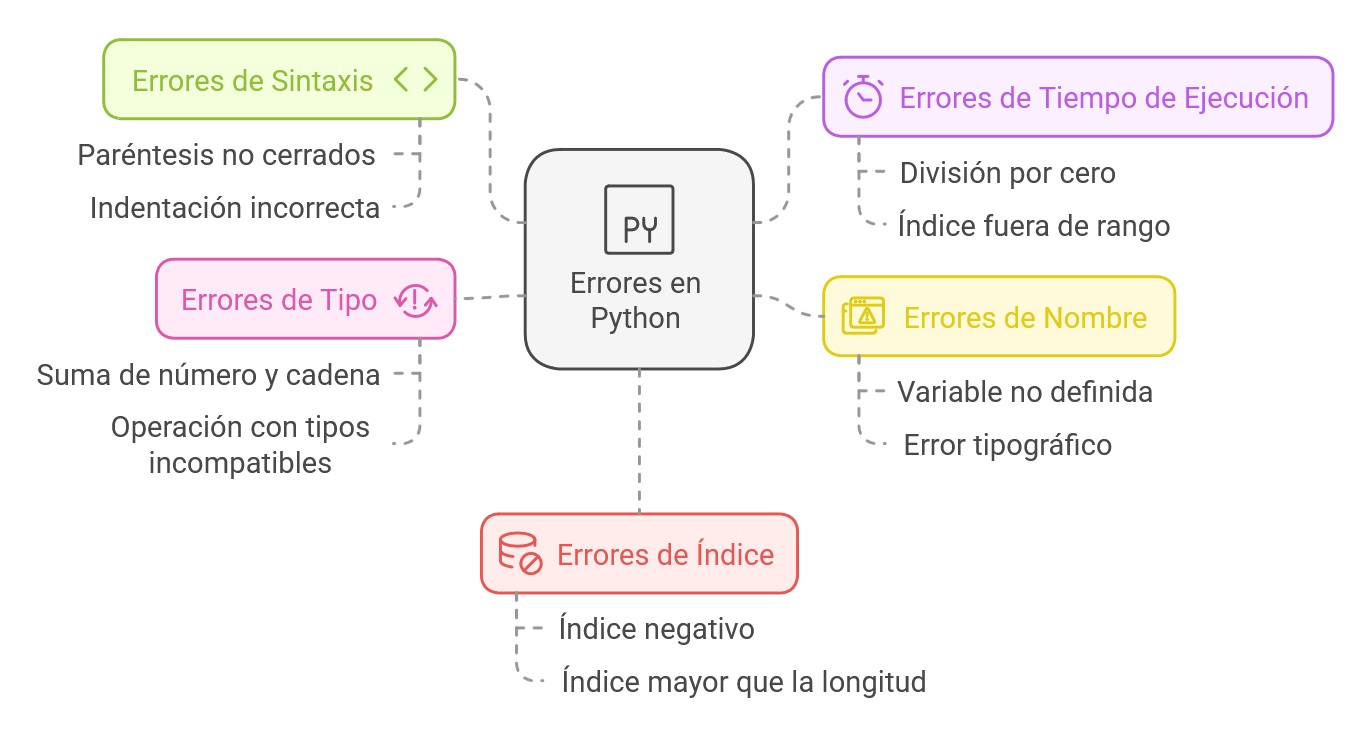 Errores de Sintaxis
Paréntesis no cerrados
Indentación incorrecta
Errores de Tipo
Suma de número y cadena
Operación con tipos
incompatibles
PY
Errores en
Python
Errores de Tiempo de Ejecución
División por cero
Índice fuera de rango
Errores de Nombre
Variable no definida
Error tipográfico
Errores de Índice
Índice negativo
Índice mayor que la longitud